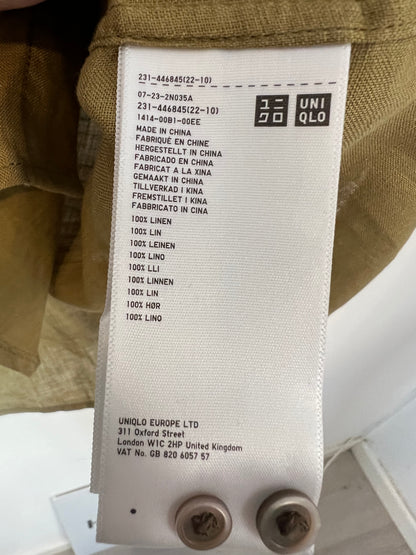 231-446845(22-10)
07-23-2N035A
231-446845(22-10)
1414-00B1-00EE
ユニ
クロ
UNI
QLO
MADE IN CHINA
FABRIQUÉ EN CHINE
HERGESTELLT IN CHINA
FABRICADO EN CHINA
FABRICAT A LA XINA
GEMAAKT IN CHINA
TILLVERKAD I KINA
FREMSTILLET I KINA
FABBRICATO IN CINA
100% LINEN
100% LIN
100% LEINEN
100% LINO
100% LLI
100% LINNEN
100% LIN
100% HØR
100% LINO
UNIQLO EUROPE LTD
311 Oxford Street
London W1C 2HP United Kingdom
VAT No. GB 820 6057 57